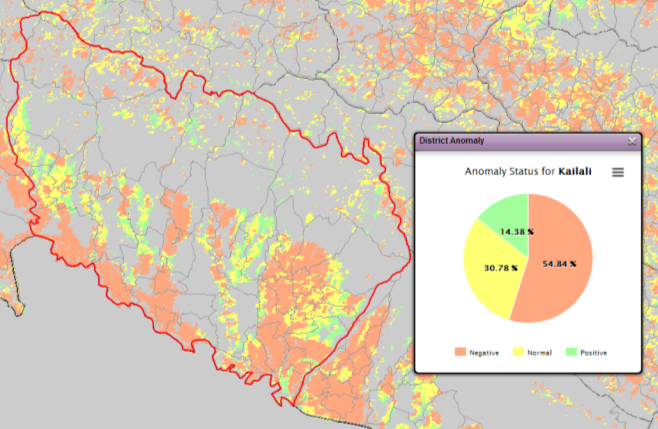 District Anomaly
Anomaly Status for Kailali
14.38 %
30.78 %
54.84 %
Negative Normal Positive